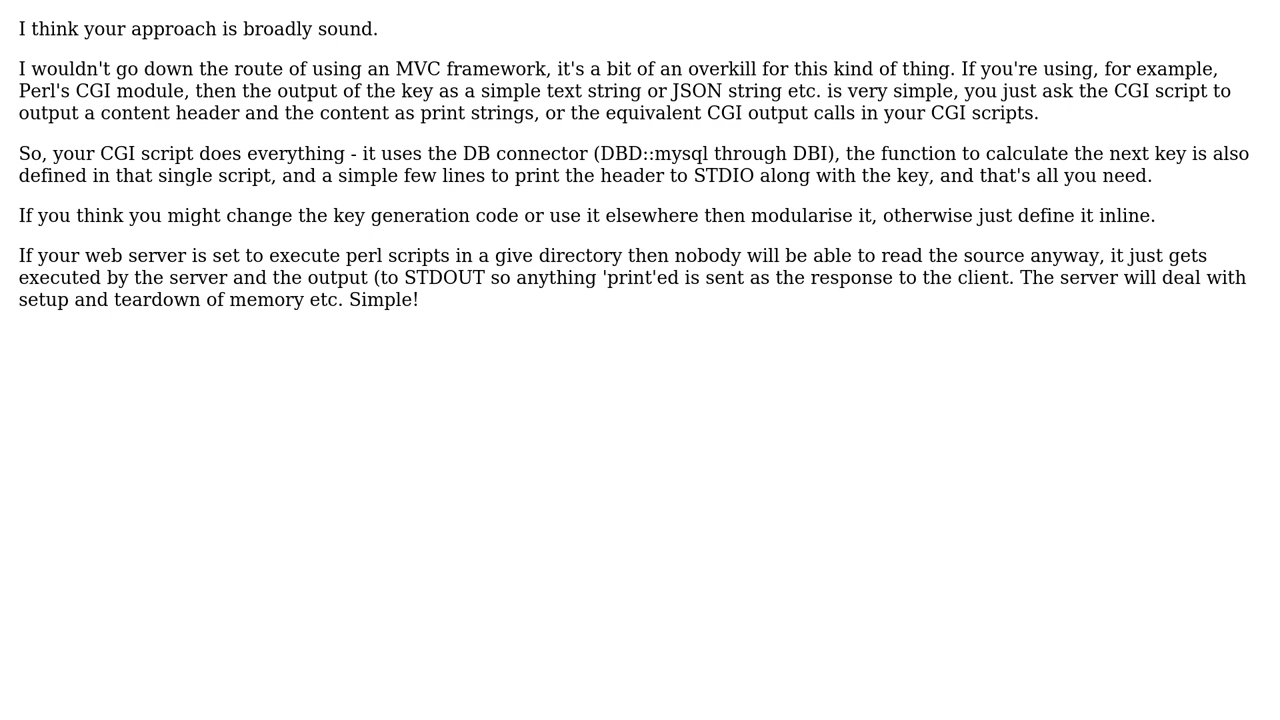 I think your approach is broadly sound.
I wouldn't go down the route of using an MVC framework, it's a bit of an overkill for this kind of thing. If you're using, for example,
Perl's CGI module, then the output of the key as a simple text string or JSON string etc. is very simple, you just ask the CGI script to
output a content header and the content as print strings, or the equivalent CGI output calls in your CGI scripts.
So, your CGI script does everything - it uses the DB connector (DBD::mysql through DBI), the function to calculate the next key is also
defined in that single script, and a simple few lines to print the header to STDIO along with the key, and that's all you need.
If you think you might change the key generation code or use it elsewhere then modularise it, otherwise just define it inline.
If your web server is set to execute perl scripts in a give directory then nobody will be able to read the source anyway, it just gets
executed by the server and the output (to STDOUT so anything 'print'ed is sent as the response to the client. The server will deal with
setup and teardown of memory etc. Simple!